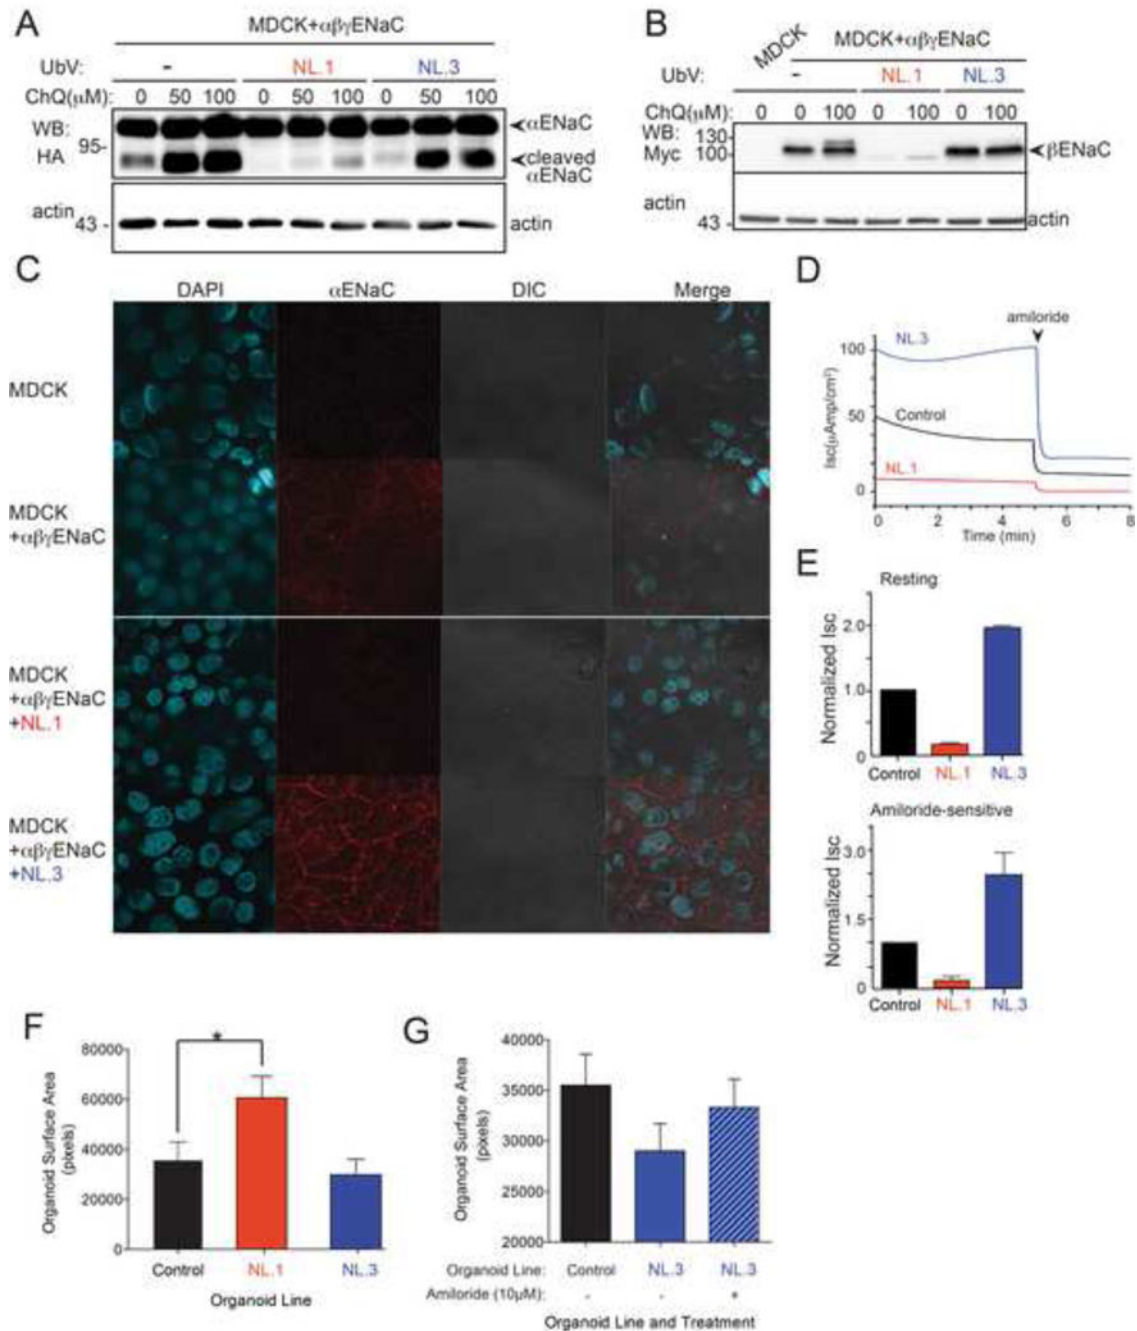 A
MDCK+αβγENaC
UbV: - NL.1 NL.3
ChQ(μM): 0 50 100 0 50 100 0 50 100
WB:
HA
95-
αENaC
cleaved
αENaC
actin
43 -
actin
B
MDCK
MDCK+αβγENaC
UbV: - NL.1 NL.3
ChQ(μM): 0 0 100 0 100 0 100
WB:
Myc
130
100
βENaC
actin
43 -
actin
C
DAPI αENaC DIC Merge
MDCK
MDCK
+αβγENaC
MDCK
+αβγENaC
+NL.1
MDCK
+αβγENaC
+NL.3
D
amiloride
NL.3
Control
NL.1
Isc(μAmp/cm²)
100
50
0
0 2 4 6 8
Time (min)
E
Resting
Normalized Isc
2.0
1.0
0
Control NL.1 NL.3
Amiloride-sensitive
Normalized Isc
3.0
1.5
0
Control NL.1 NL.3
F
Organoid Surface Area
(pixels)
80000
60000
40000
20000
0
*
Control NL.1 NL.3
Organoid Line
G
Organoid Surface Area
(pixels)
40000
35000
30000
25000
20000
Organoid Line: Control NL.3 NL.3
Amiloride (10μM): - - +
Organoid Line and Treatment